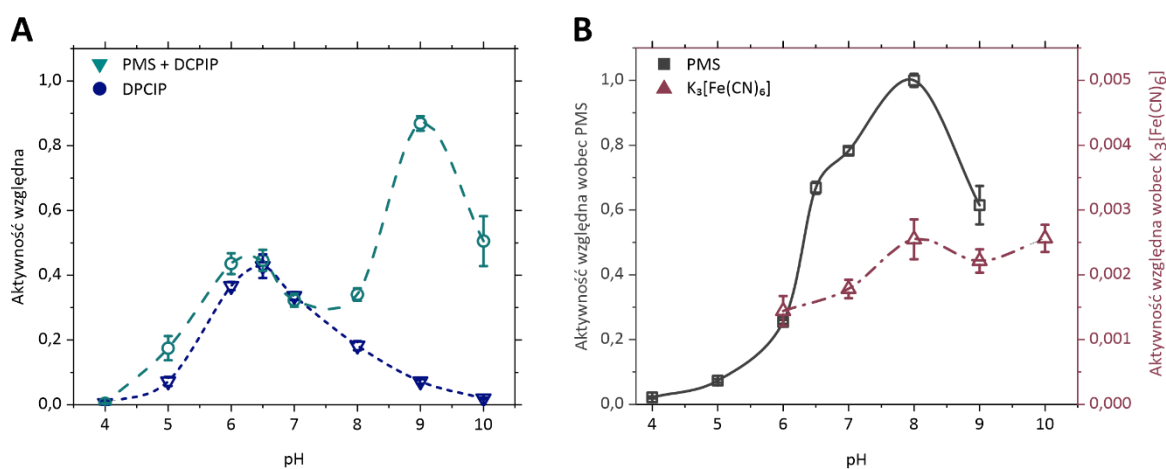 A
PMS + DCPIP
DPCIP
Aktywność względna
1,0
0,8
0,6
0,4
0,2
0,0
4 5 6 7 8 9 10
pH
B
PMS
K₃[Fe(CN)₆]
Aktywność względna wobec PMS
1,0
0,8
0,6
0,4
0,2
0,0
4 5 6 7 8 9 10
pH
0,005
0,004
0,003
0,002
0,001
0,000
Aktywność względna wobec K₃[Fe(CN)₆]